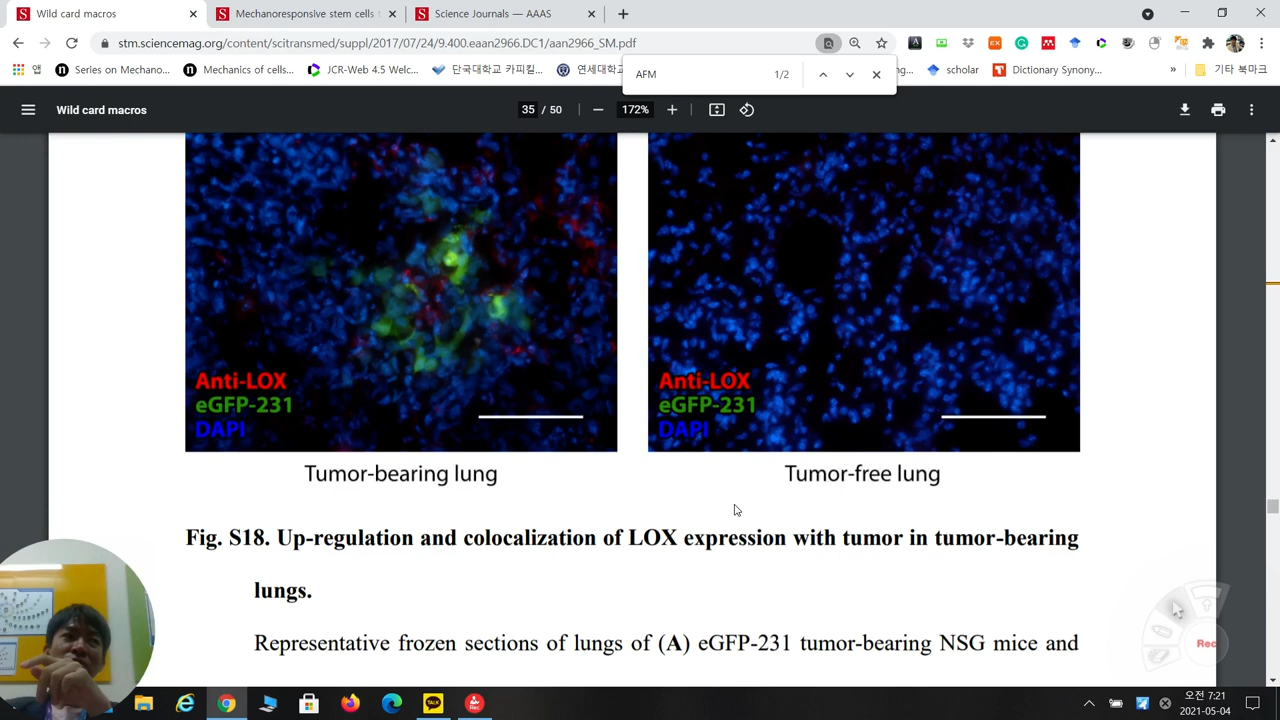 Wild card macros
Mechanoresponsive stem cells t
Science Journals — AAAS
stm.sciencemag.org/content/scitransmed/suppl/2017/07/24/9.400.eaan2966.DC1/aan2966_SM.pdf
앱
Series on Mechano...
Mechanics of cells...
JCR-Web 4.5 Welc...
단국대학교 카피킬...
연세대학교
scholar
Dictionary Synony...
»
기타 북마크
AFM
1/2
Wild card macros
35 / 50
172%
Anti-LOX
eGFP-231
DAPI
Anti-LOX
eGFP-231
DAPI
Tumor-bearing lung
Tumor-free lung
Fig. S18. Up-regulation and colocalization of LOX expression with tumor in tumor-bearing
lungs.
Representative frozen sections of lungs of (A) eGFP-231 tumor-bearing NSG mice and
Rec
TALK
오전 7:21
2021-05-04